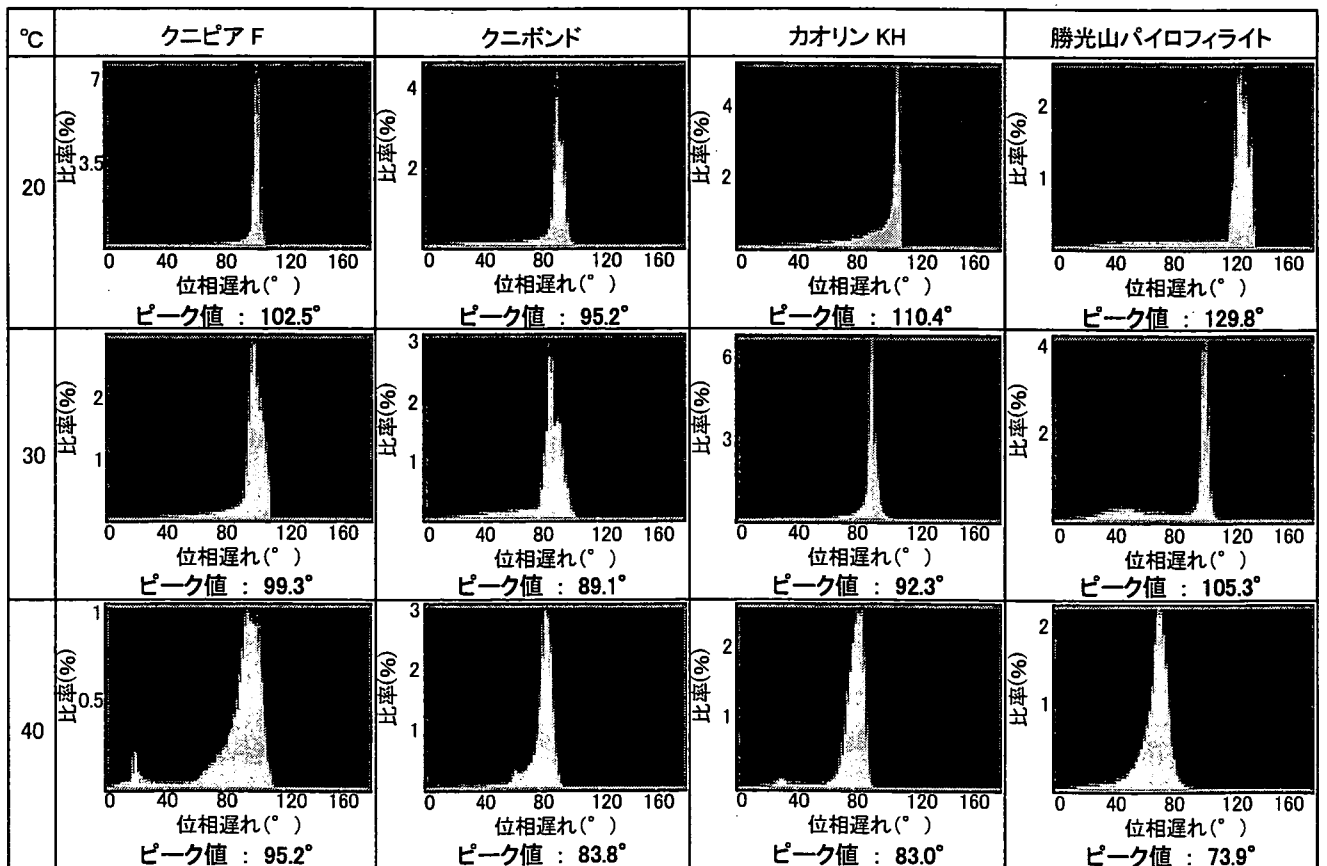 ℃ クニピア F クニボンド カオリン KH 勝光山パイロフィライト
20
比率(%)
7
3.5
0 40 80 120 160
位相遅れ(° )
ピーク値 : 102.5°
比率(%)
4
2
0 40 80 120 160
位相遅れ(° )
ピーク値 : 95.2°
比率(%)
4
2
0 40 80 120 160
位相遅れ(° )
ピーク値 : 110.4°
比率(%)
2
1
0 40 80 120 160
位相遅れ(° )
ピーク値 : 129.8°
30
比率(%)
2
1
0 40 80 120 160
位相遅れ(° )
ピーク値 : 99.3°
比率(%)
3
2
1
0 40 80 120 160
位相遅れ(° )
ピーク値 : 89.1°
比率(%)
6
3
0 40 80 120 160
位相遅れ(° )
ピーク値 : 92.3°
比率(%)
4
2
0 40 80 120 160
位相遅れ(° )
ピーク値 : 105.3°
40
比率(%)
1
0.5
0 40 80 120 160
位相遅れ(° )
ピーク値 : 95.2°
比率(%)
3
2
1
0 40 80 120 160
位相遅れ(° )
ピーク値 : 83.8°
比率(%)
2
1
0 40 80 120 160
位相遅れ(° )
ピーク値 : 83.0°
比率(%)
2
1
0 40 80 120 160
位相遅れ(° )
ピーク値 : 73.9°